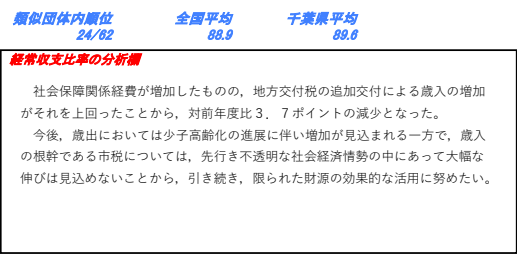 類似団体内順位 全国平均 千葉県平均
24/62 88.9 89.6
経常収支比率の分析欄
社会保障関係経費が増加したものの，地方交付税の追加交付による歳入の増加
がそれを上回ったことから，対前年度比３．７ポイントの減少となった。
今後，歳出においては少子高齢化の進展に伴い増加が見込まれる一方で，歳入
の根幹である市税については，先行き不透明な社会経済情勢の中にあって大幅な
伸びは見込めないことから，引き続き，限られた財源の効果的な活用に努めたい。